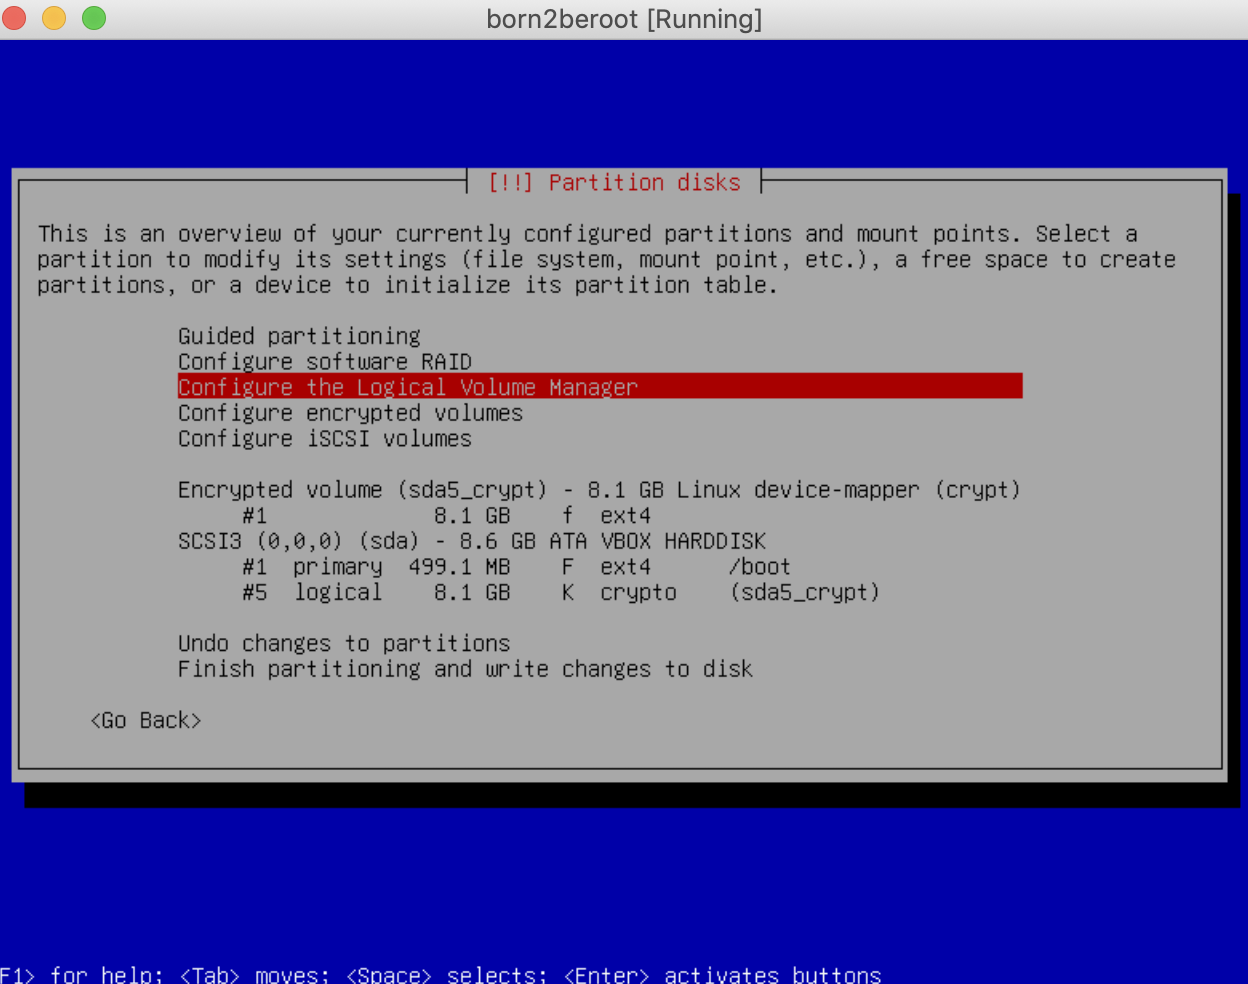 born2beroot [Running]
[!!] Partition disks
This is an overview of your currently configured partitions and mount points. Select a
partition to modify its settings (file system, mount point, etc.), a free space to create
partitions, or a device to initialize its partition table.
Guided partitioning
Configure software RAID
Configure the Logical Volume Manager
Configure encrypted volumes
Configure iSCSI volumes
Encrypted volume (sda5_crypt) - 8.1 GB Linux device-mapper (crypt)
#1 8.1 GB f ext4
SCSI3 (0,0,0) (sda) - 8.6 GB ATA VBOX HARDDISK
#1 primary 499.1 MB F ext4 /boot
#5 logical 8.1 GB K crypto (sda5_crypt)
Undo changes to partitions
Finish partitioning and write changes to disk
<Go Back>
F1> for help; <Tab> moves; <Space> selects; <Enter> activates buttons